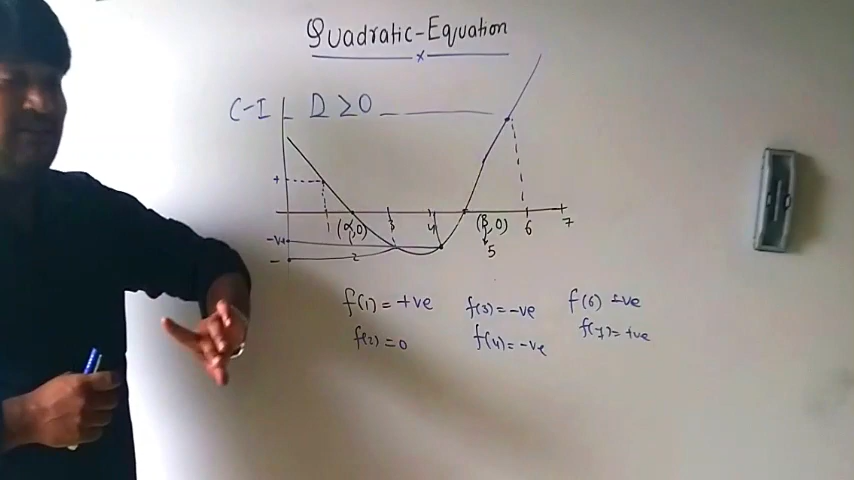 Quadratic-Equation
x
C-I D ≥ 0
+
1 (α,0) 3 4 (β,0) 6 7
-ve
2 5
-
f(1) = +ve f(3) = -ve f(6) +ve
f(2) = 0 f(4) = -ve f(7) = +ve